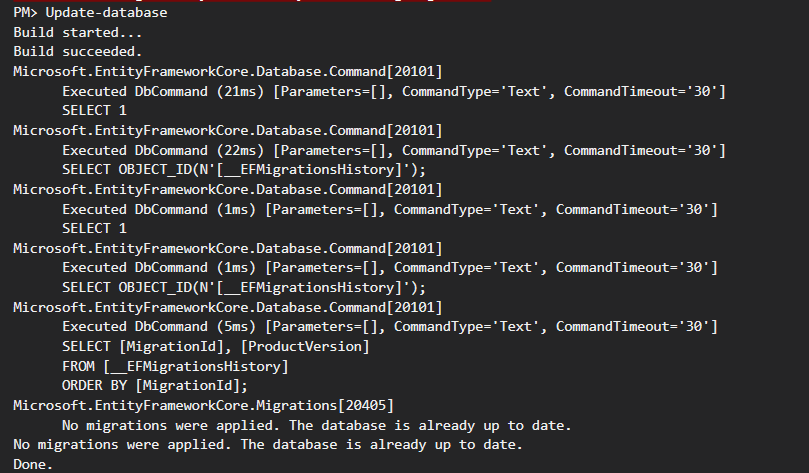 PM> Update-database
Build started...
Build succeeded.
Microsoft.EntityFrameworkCore.Database.Command[20101]
      Executed DbCommand (21ms) [Parameters=[], CommandType='Text', CommandTimeout='30']
      SELECT 1
Microsoft.EntityFrameworkCore.Database.Command[20101]
      Executed DbCommand (22ms) [Parameters=[], CommandType='Text', CommandTimeout='30']
      SELECT OBJECT_ID(N'[__EFMigrationsHistory]');
Microsoft.EntityFrameworkCore.Database.Command[20101]
      Executed DbCommand (1ms) [Parameters=[], CommandType='Text', CommandTimeout='30']
      SELECT 1
Microsoft.EntityFrameworkCore.Database.Command[20101]
      Executed DbCommand (1ms) [Parameters=[], CommandType='Text', CommandTimeout='30']
      SELECT OBJECT_ID(N'[__EFMigrationsHistory]');
Microsoft.EntityFrameworkCore.Database.Command[20101]
      Executed DbCommand (5ms) [Parameters=[], CommandType='Text', CommandTimeout='30']
      SELECT [MigrationId], [ProductVersion]
      FROM [__EFMigrationsHistory]
      ORDER BY [MigrationId];
Microsoft.EntityFrameworkCore.Migrations[20405]
      No migrations were applied. The database is already up to date.
No migrations were applied. The database is already up to date.
Done.